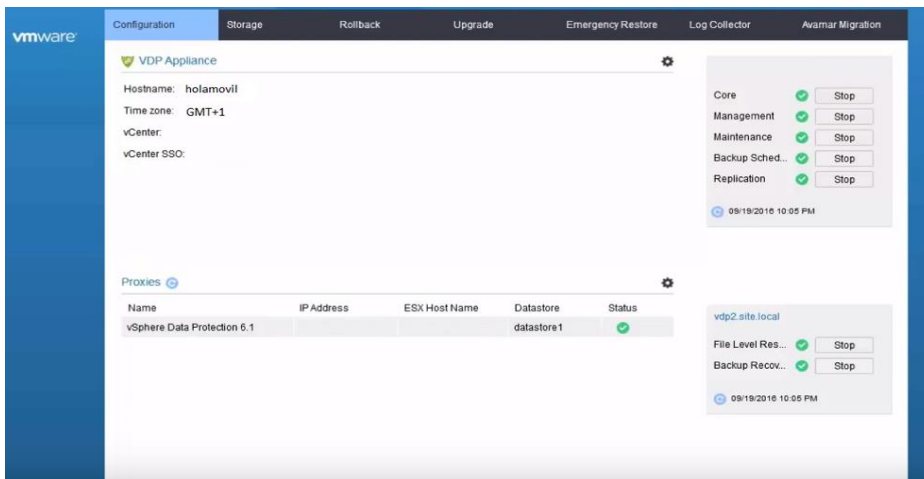 vmware
Configuration Storage Rollback Upgrade Emergency Restore Log Collector Avamar Migration
VDP Appliance
Hostname: holamovil
Time zone: GMT+1
vCenter:
vCenter SSO:
Core Stop
Management Stop
Maintenance Stop
Backup Sched... Stop
Replication Stop
09/19/2016 10:05 PM
Proxies
Name IP Address ESX Host Name Datastore Status
vSphere Data Protection 6.1 datastore1
vdp2.site.local
File Level Res... Stop
Backup Recov... Stop
09/19/2016 10:05 PM